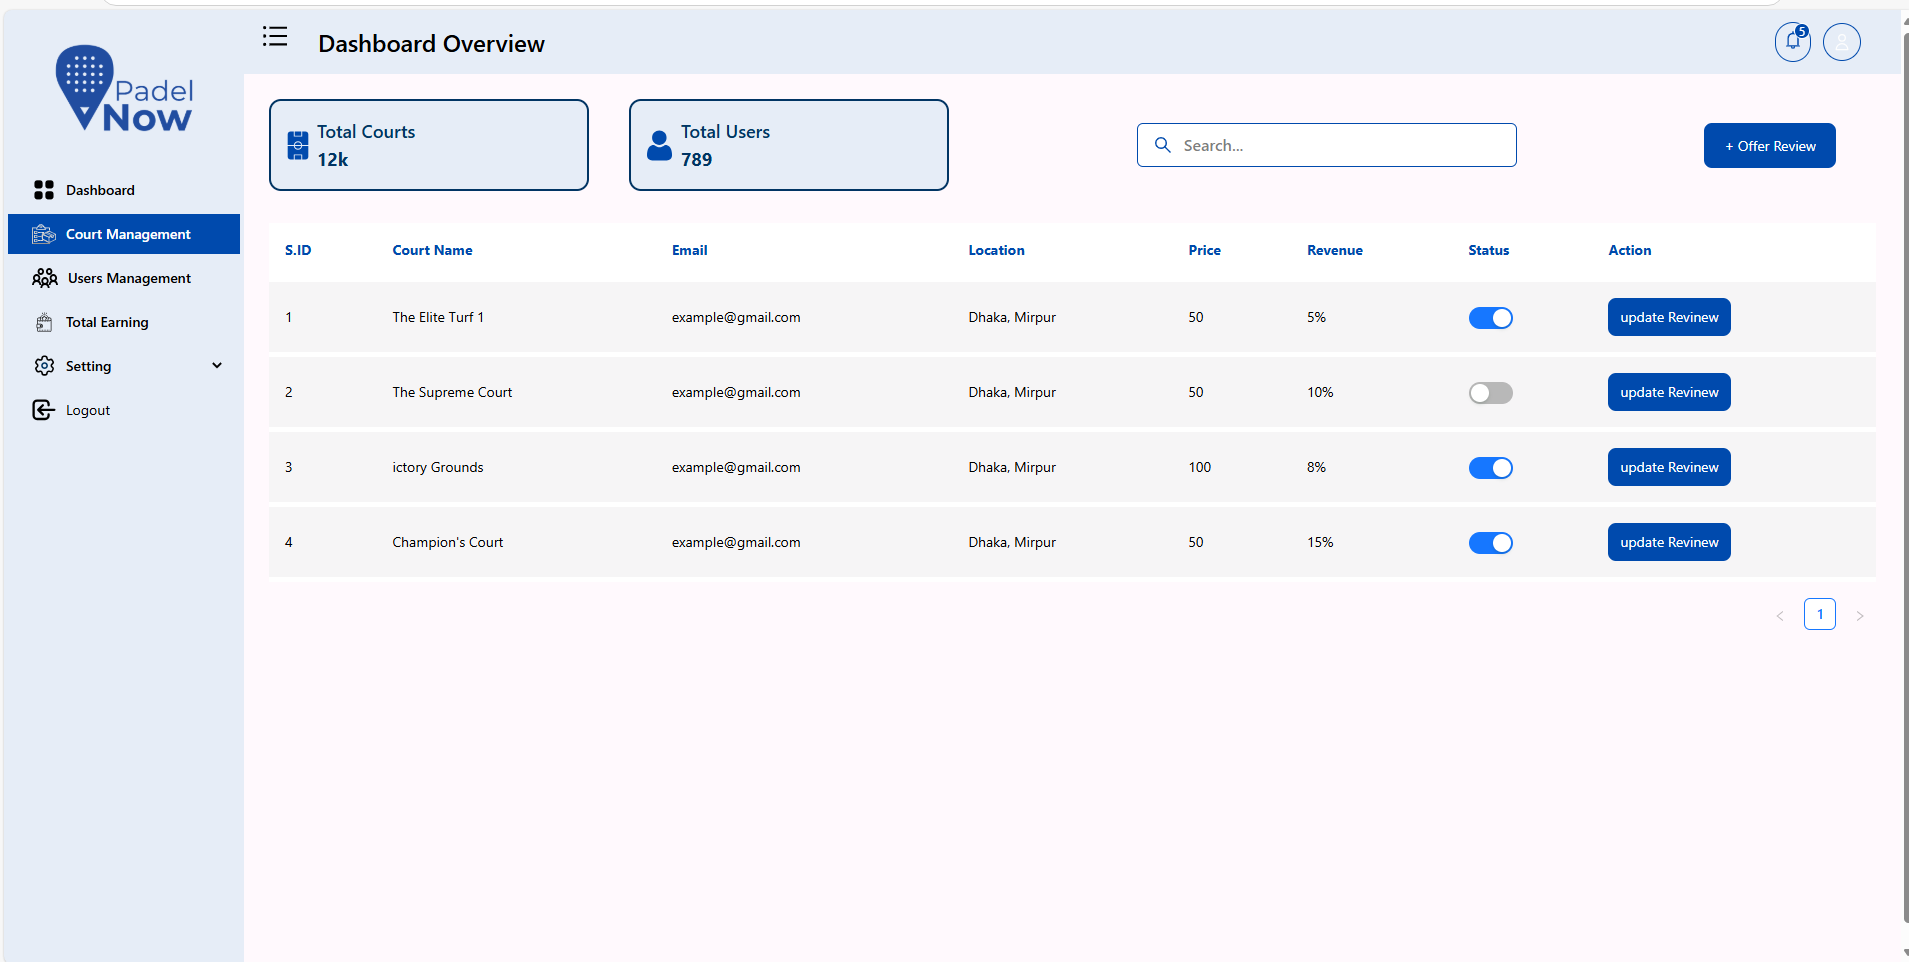 Padel
Now
Dashboard
Court Management
Users Management
Total Earning
Setting
Logout
Dashboard Overview
5
Total Courts
12k
Total Users
789
Search...
+ Offer Review
S.ID Court Name Email Location Price Revenue Status Action
1 The Elite Turf 1 example@gmail.com Dhaka, Mirpur 50 5% update Revinew
2 The Supreme Court example@gmail.com Dhaka, Mirpur 50 10% update Revinew
3 ictory Grounds example@gmail.com Dhaka, Mirpur 100 8% update Revinew
4 Champion's Court example@gmail.com Dhaka, Mirpur 50 15% update Revinew
< 1 >